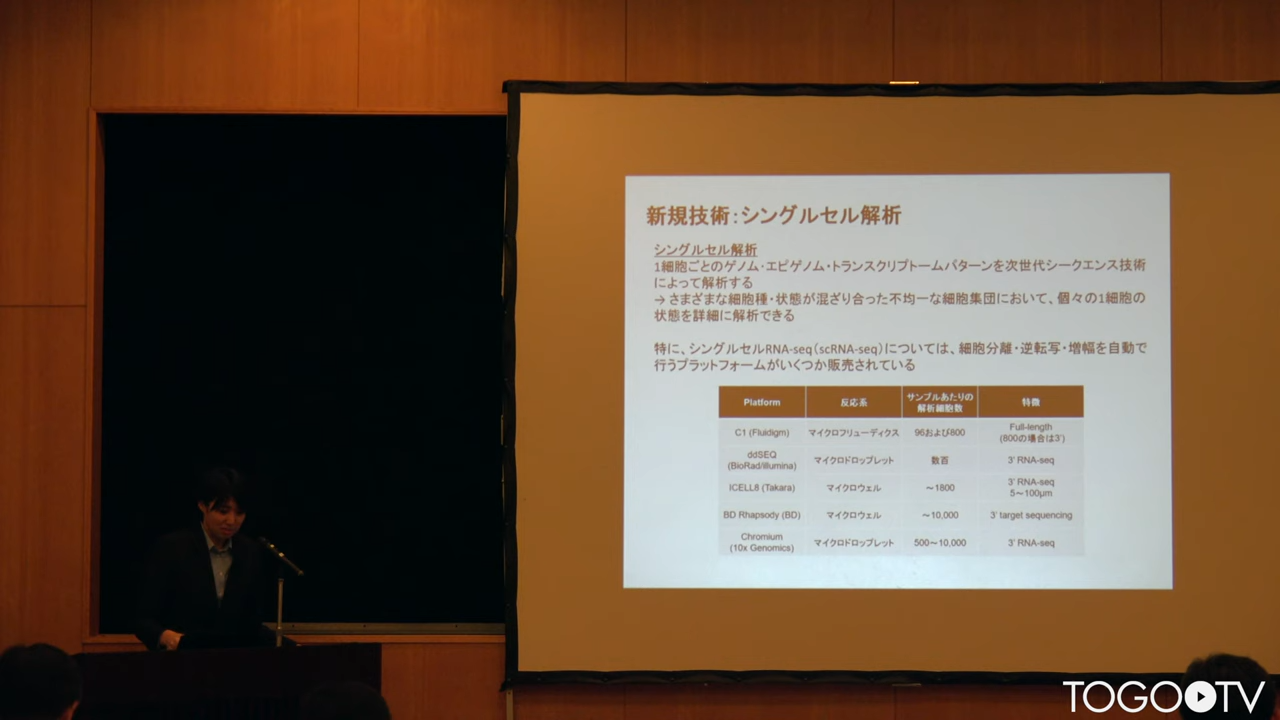 新規技術：シングルセル解析
シングルセル解析
1細胞ごとのゲノム・エピゲノム・トランスクリプトームパターンを次世代シークエンス技術
によって解析する
→ さまざまな細胞種・状態が混ざり合った不均一な細胞集団において、個々の1細胞の
状態を詳細に解析できる
特に、シングルセルRNA-seq（scRNA-seq）については、細胞分離・逆転写・増幅を自動で
行うプラットフォームがいくつか販売されている
Platform 反応系 サンプルあたりの
解析細胞数 特徴
C1 (Fluidigm) マイクロフリューディクス 96および800 Full-length
(800の場合は3')
ddSEQ
(BioRad/illumina) マイクロドロップレット 数百 3' RNA-seq
ICELL8 (Takara) マイクロウェル ～1800 3' RNA-seq
5～100μm
BD Rhapsody (BD) マイクロウェル ～10,000 3' target sequencing
Chromium
(10x Genomics) マイクロドロップレット 500～10,000 3' RNA-seq
TOGO TV